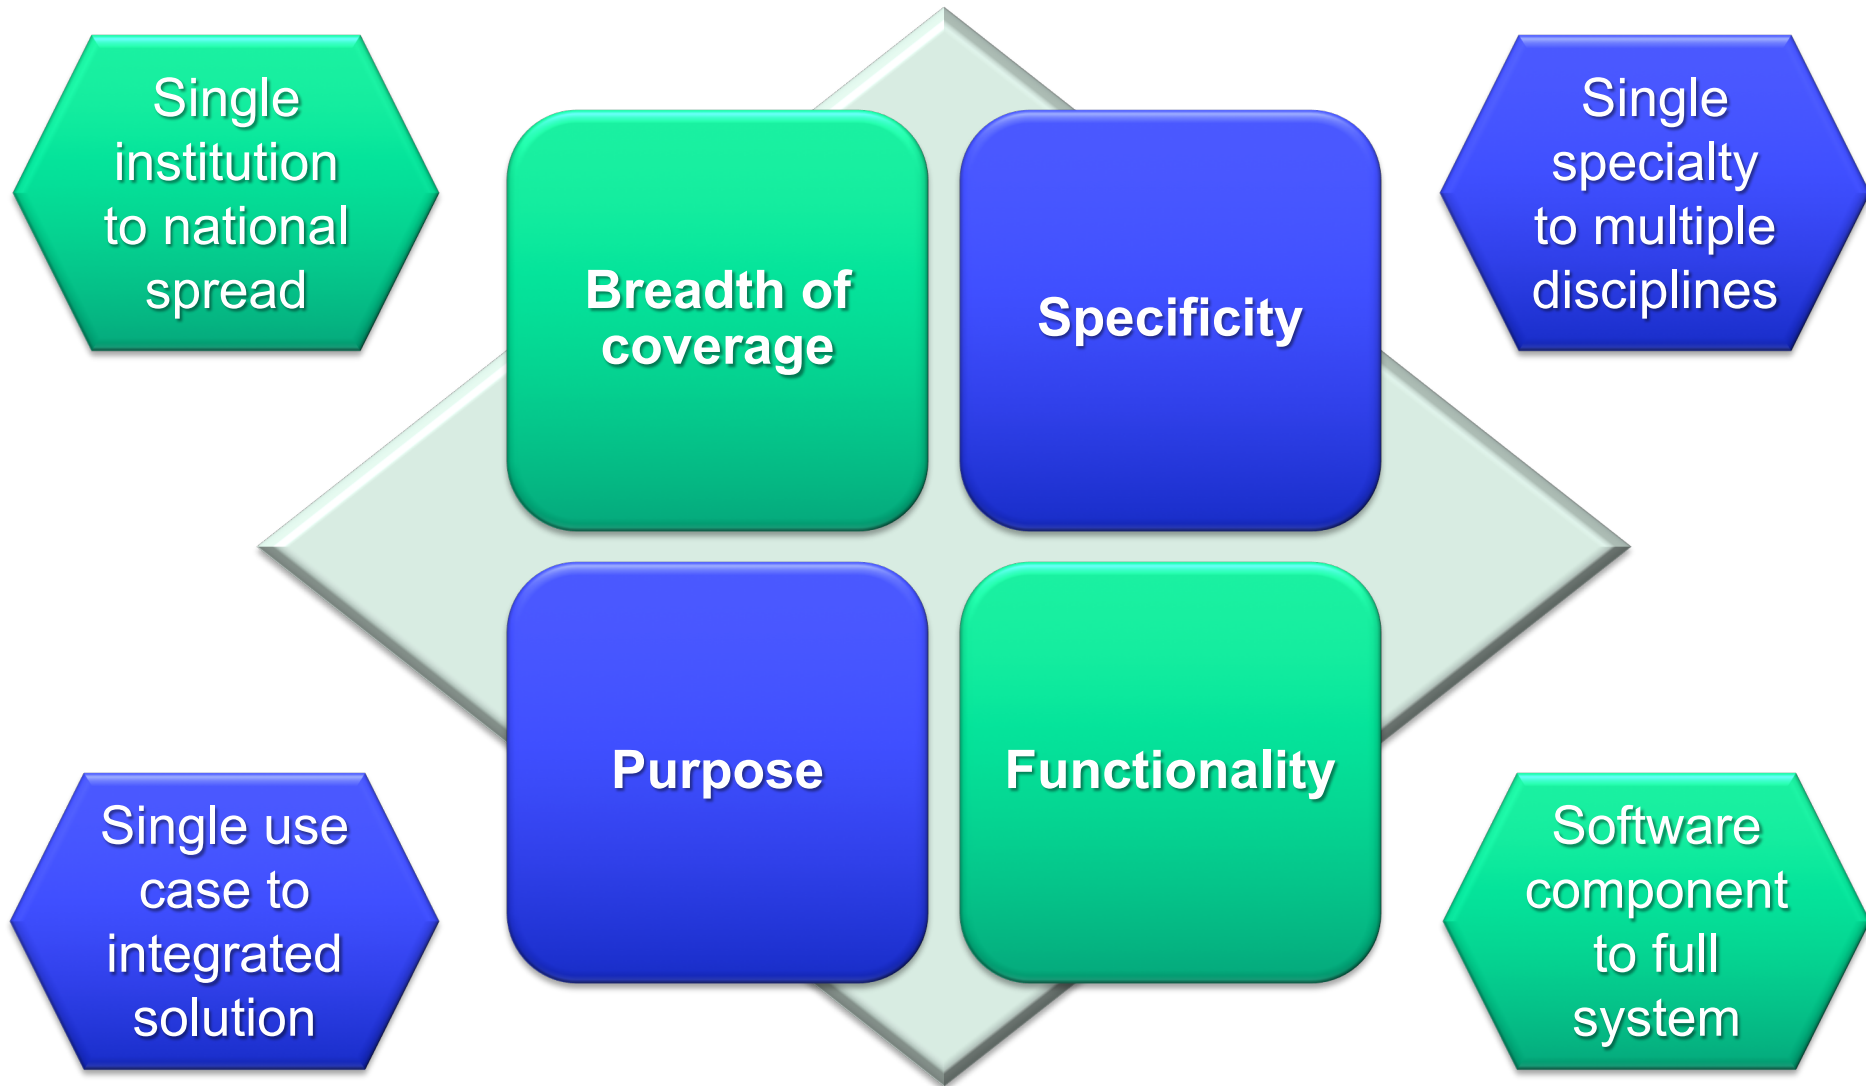 Single
institution
to national
spread
Breadth of
coverage
Specificity
Single
specialty
to multiple
disciplines
Single use
case to
integrated
solution
Purpose
Functionality
Software
component
to full
system